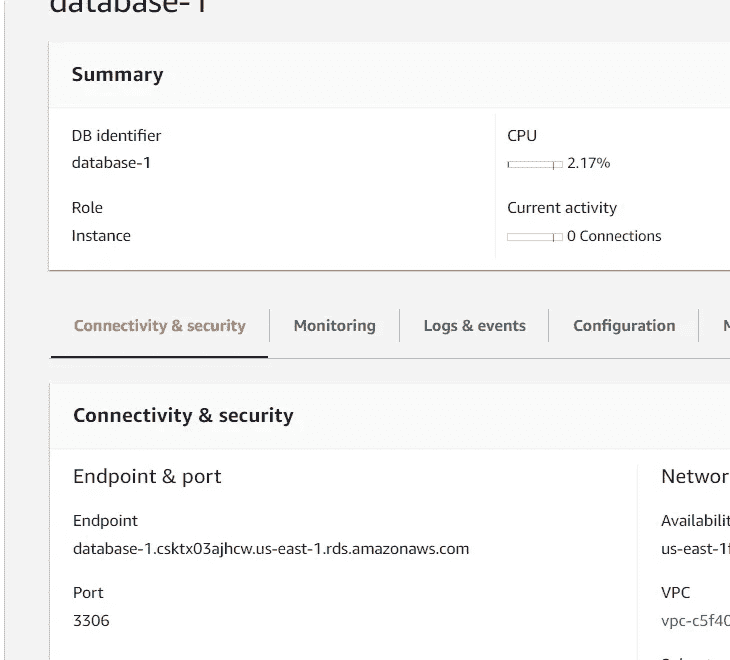 database-1
Summary
DB identifier
database-1
CPU
2.17%
Role
Instance
Current activity
0 Connections
Connectivity & security
Monitoring
Logs & events
Configuration
Connectivity & security
Endpoint & port
Endpoint
database-1.csktx03ajhcw.us-east-1.rds.amazonaws.com
Port
3306
Networ
Availabilit
us-east-1f
VPC
vpc-c5f40